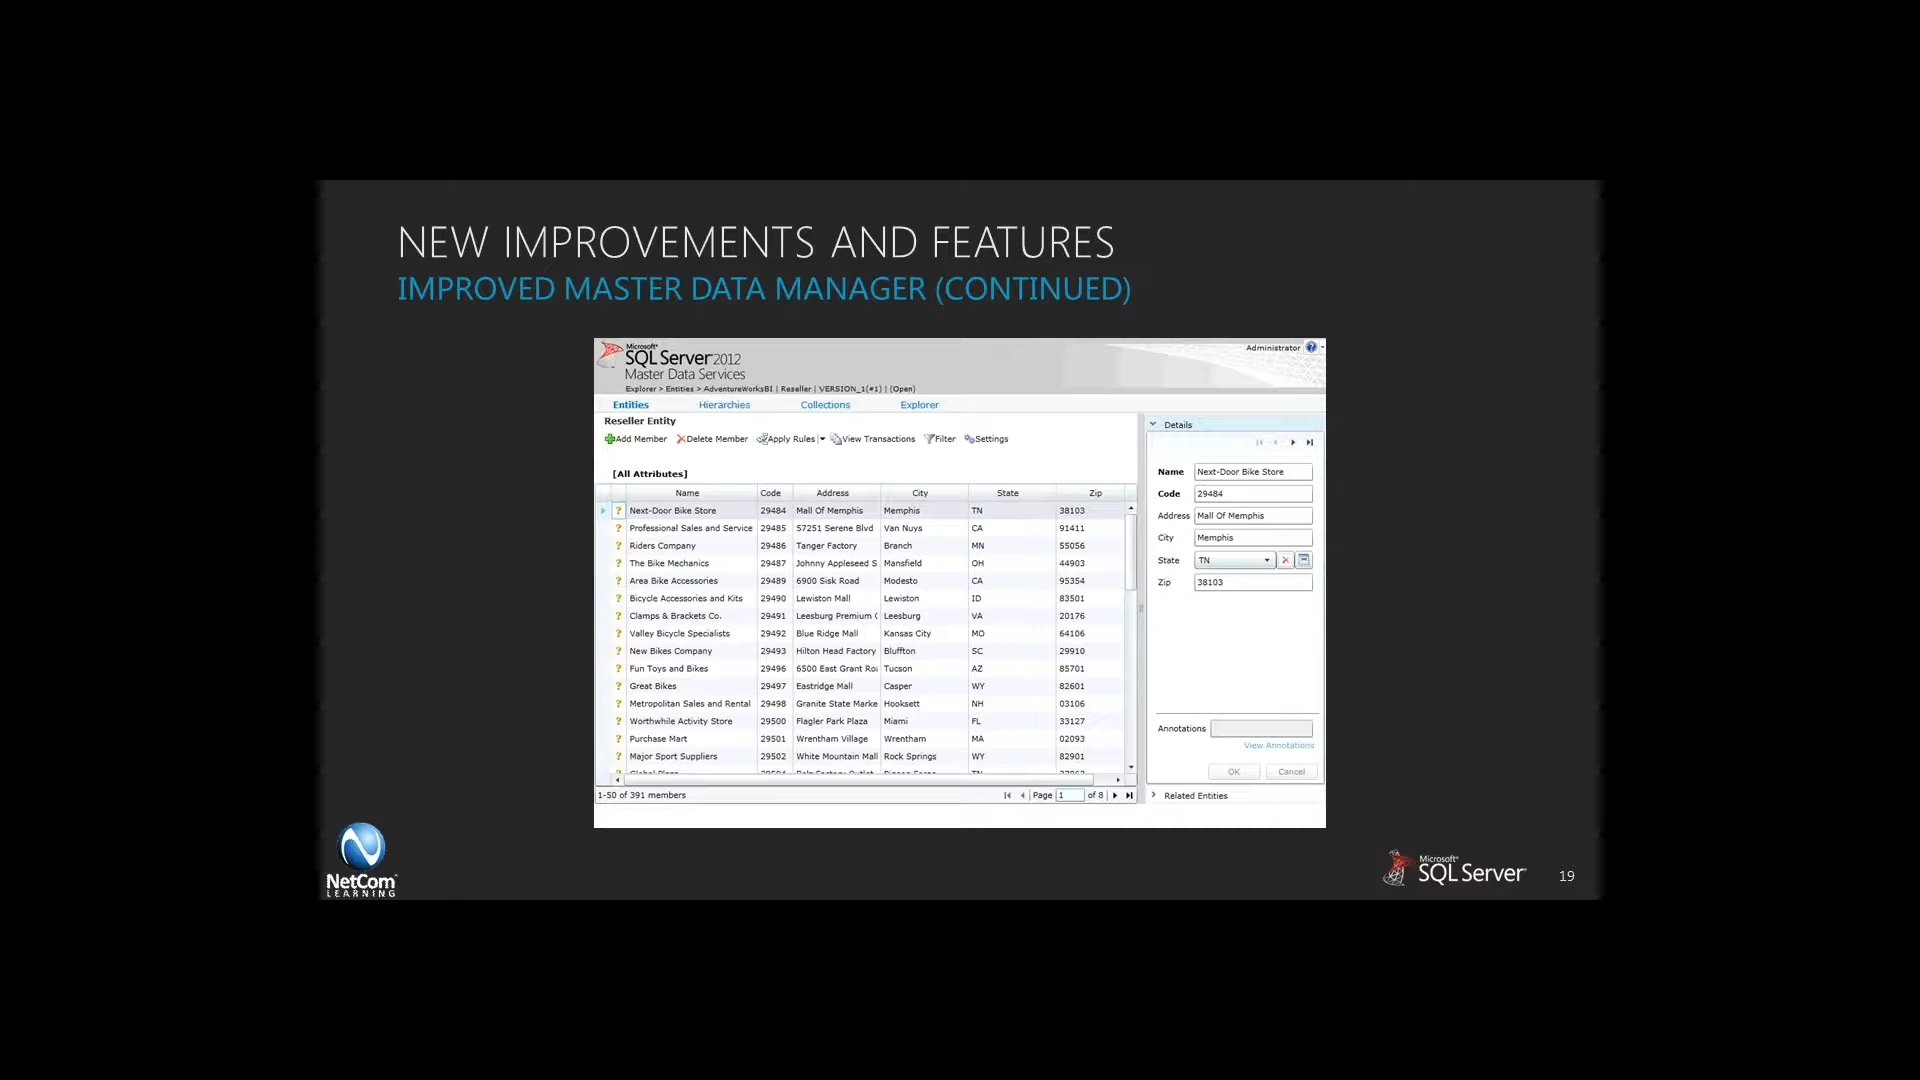 NEW IMPROVEMENTS AND FEATURES
IMPROVED MASTER DATA MANAGER (CONTINUED)
Microsoft®
SQL Server 2012
Master Data Services
Administrator
Explorer > Entities > AdventureWorksBI | Reseller | VERSION_1(#1) | (Open)
Entities Hierarchies Collections Explorer
Reseller Entity
Add Member Delete Member Apply Rules View Transactions Filter Settings
[All Attributes]
Name Code Address City State Zip
? Next-Door Bike Store 29484 Mall Of Memphis Memphis TN 38103
? Professional Sales and Service 29485 57251 Serene Blvd Van Nuys CA 91411
? Riders Company 29486 Tanger Factory Branch MN 55056
? The Bike Mechanics 29487 Johnny Appleseed S Mansfield OH 44903
? Area Bike Accessories 29489 6900 Sisk Road Modesto CA 95354
? Bicycle Accessories and Kits 29490 Lewiston Mall Lewiston ID 83501
? Clamps & Brackets Co. 29491 Leesburg Premium Leesburg VA 20176
? Valley Bicycle Specialists 29492 Blue Ridge Mall Kansas City MO 64106
? New Bikes Company 29493 Hilton Head Factory Bluffton SC 29910
? Fun Toys and Bikes 29496 6500 East Grant Tucson AZ 85701
? Great Bikes 29497 Eastridge Mall Casper WY 82601
? Metropolitan Sales and Rental 29498 Granite State Marke Hooksett NH 03106
? Worthwhile Activity Store 29500 Flagler Park Plaza Miami FL 33127
? Purchase Mart 29501 Wrentham Village Wrentham MA 02093
? Major Sport Suppliers 29502 White Mountain Mall Rock Springs WY 82901
1-50 of 391 members
Page 1 of 8
Details
Name Next-Door Bike Store
Code 29484
Address Mall Of Memphis
City Memphis
State TN
Zip 38103
Annotations
View Annotations
OK Cancel
Related Entities
NetCom
LEARNING
Microsoft®
SQL Server
19